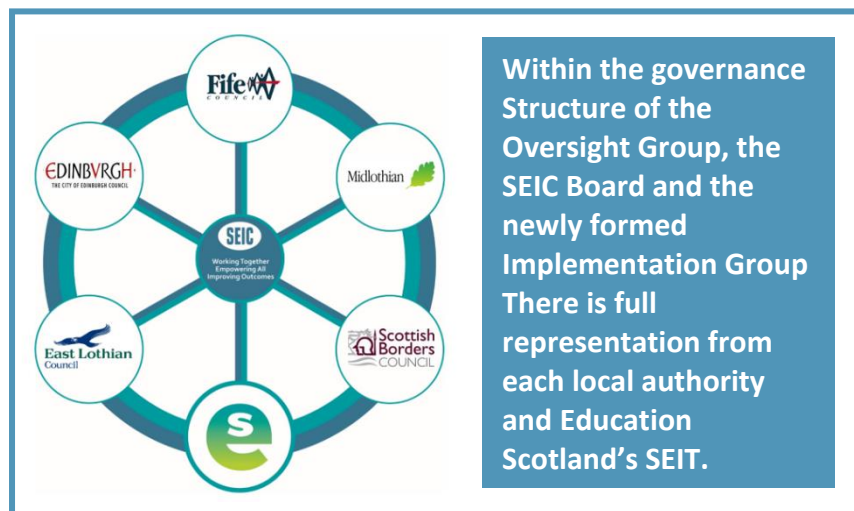 Fife
COUNCIL
EDINBVRGH
THE CITY OF EDINBURGH COUNCIL
Midlothian
SEIC
Working Together
Empowering All
Improving Outcomes
East Lothian
Council
Scottish
Borders
COUNCIL
se
Within the governance
Structure of the
Oversight Group, the
SEIC Board and the
newly formed
Implementation Group
There is full
representation from
each local authority
and Education
Scotland’s SEIT.